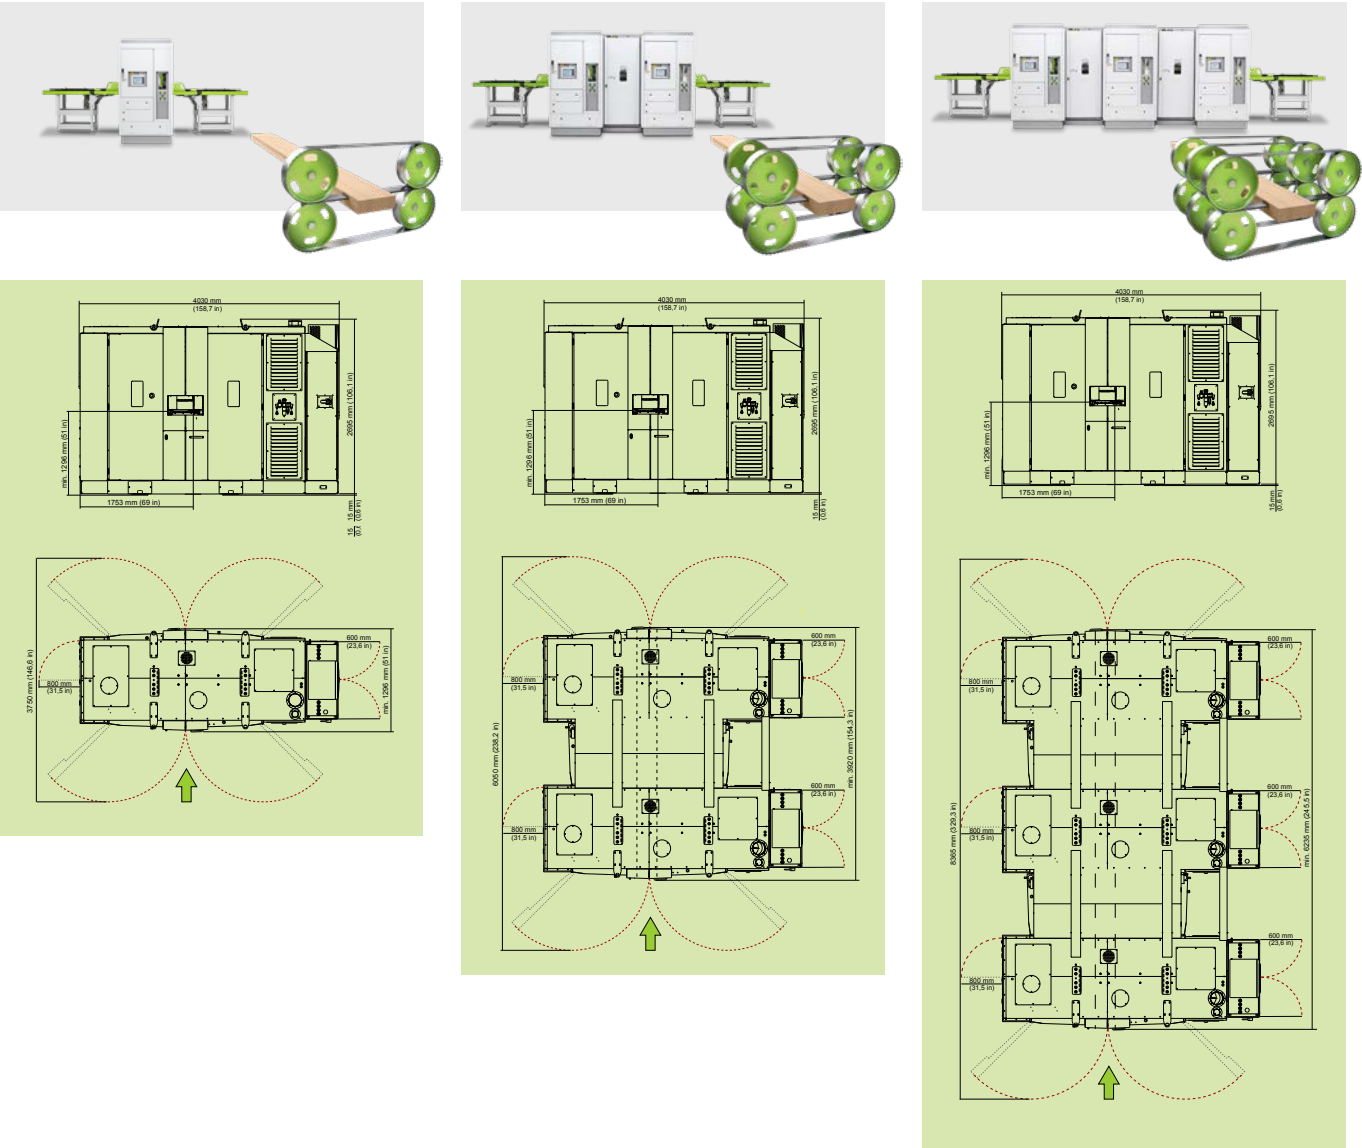 4030 mm
(158,7 in)
2695 mm (106,1 in)
min. 1296 mm (51 in)
1753 mm (69 in)
15
(0,6
15 mm
(0,6 in)
3750 mm (146,6 in)
600 mm
(23,6 in)
800 mm
(31,5 in)
min. 1296 mm (51 in)
4030 mm
(158,7 in)
2695 mm (106,1 in)
min. 1296 mm (51 in)
1753 mm (69 in)
15 mm
(0,6 in)
6050 mm (238,2 in)
600 mm
(23,6 in)
800 mm
(31,5 in)
min. 3920 mm (154,3 in)
600 mm
(23,6 in)
800 mm
(31,5 in)
4030 mm
(158,7 in)
2695 mm (106,1 in)
min. 1296 mm (51 in)
1753 mm (69 in)
15 mm
(0,6 in)
8365 mm (329,3 in)
600 mm
(23,6 in)
800 mm
(31,5 in)
600 mm
(23,6 in)
800 mm
(31,5 in)
min. 6235 mm (245,5 in)
600 mm
(23,6 in)
800 mm
(31,5 in)